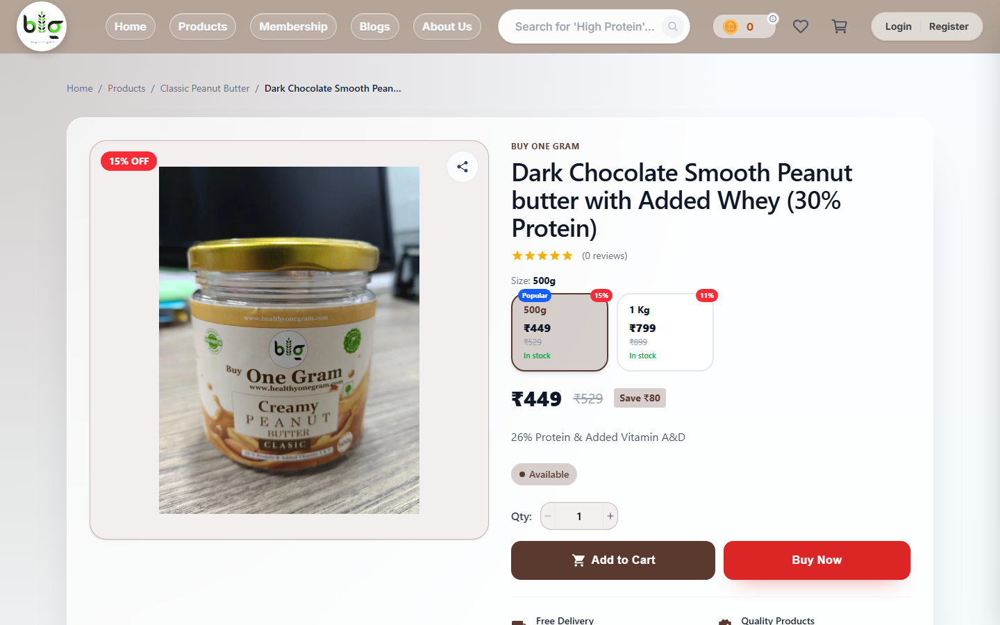 big
buy one gram
Home
Products
Membership
Blogs
About Us
Search for 'High Protein'...
0
Login
Register
Home / Products / Classic Peanut Butter / Dark Chocolate Smooth Pean...
15% OFF
www.healthyonegram.com
big
Buy One Gram
www.healthyonegram.com
Creamy
PEANUT
BUTTER
CLASIC
BUY ONE GRAM
Dark Chocolate Smooth Peanut
butter with Added Whey (30%
Protein)
(0 reviews)
Size: 500g
Popular
15%
500g
₹449
₹529
In stock
11%
1 Kg
₹799
₹899
In stock
₹449 ₹529 Save ₹80
26% Protein & Added Vitamin A&D
Available
Qty: − 1 +
Add to Cart
Buy Now
Free Delivery
Quality Products